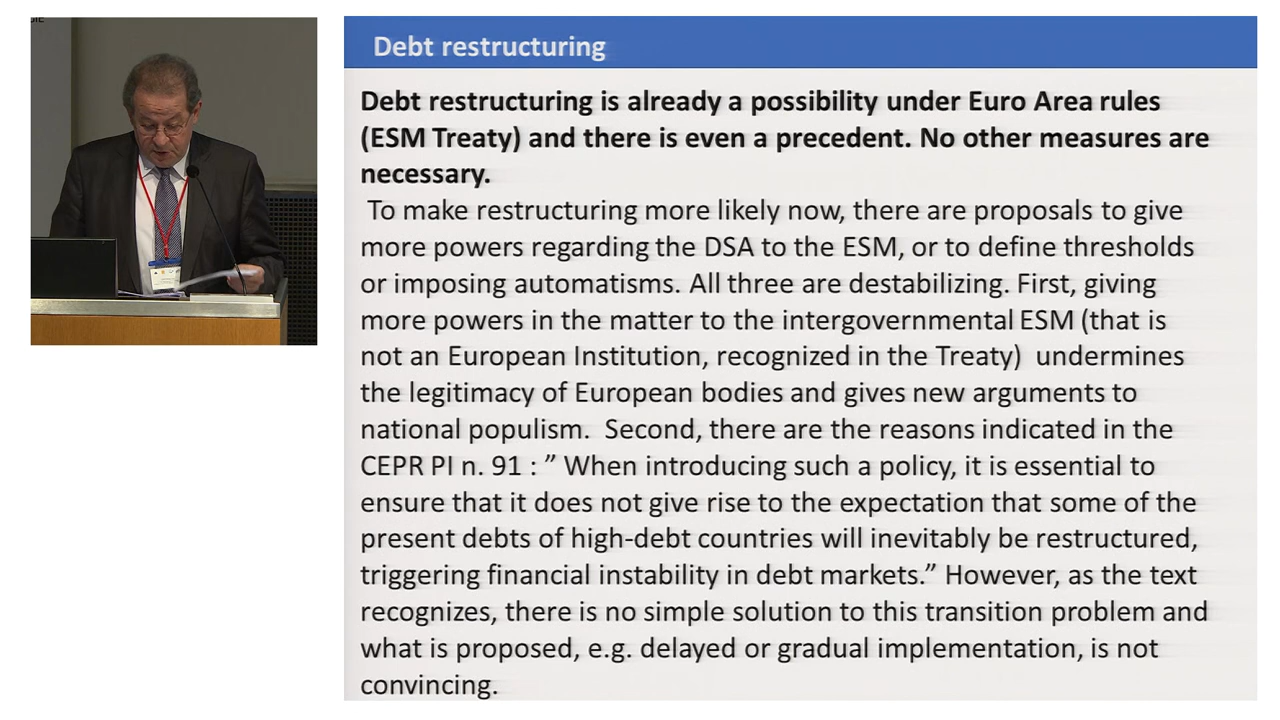 Debt restructuring
Debt restructuring is already a possibility under Euro Area rules
(ESM Treaty) and there is even a precedent. No other measures are
necessary.
To make restructuring more likely now, there are proposals to give
more powers regarding the DSA to the ESM, or to define thresholds
or imposing automatisms. All three are destabilizing. First, giving
more powers in the matter to the intergovernmental ESM (that is
not an European Institution, recognized in the Treaty)  undermines
the legitimacy of European bodies and gives new arguments to
national populism.  Second, there are the reasons indicated in the
CEPR PI n. 91 : ” When introducing such a policy, it is essential to
ensure that it does not give rise to the expectation that some of the
present debts of high-debt countries will inevitably be restructured,
triggering financial instability in debt markets.” However, as the text
recognizes, there is no simple solution to this transition problem and
what is proposed, e.g. delayed or gradual implementation, is not
convincing.